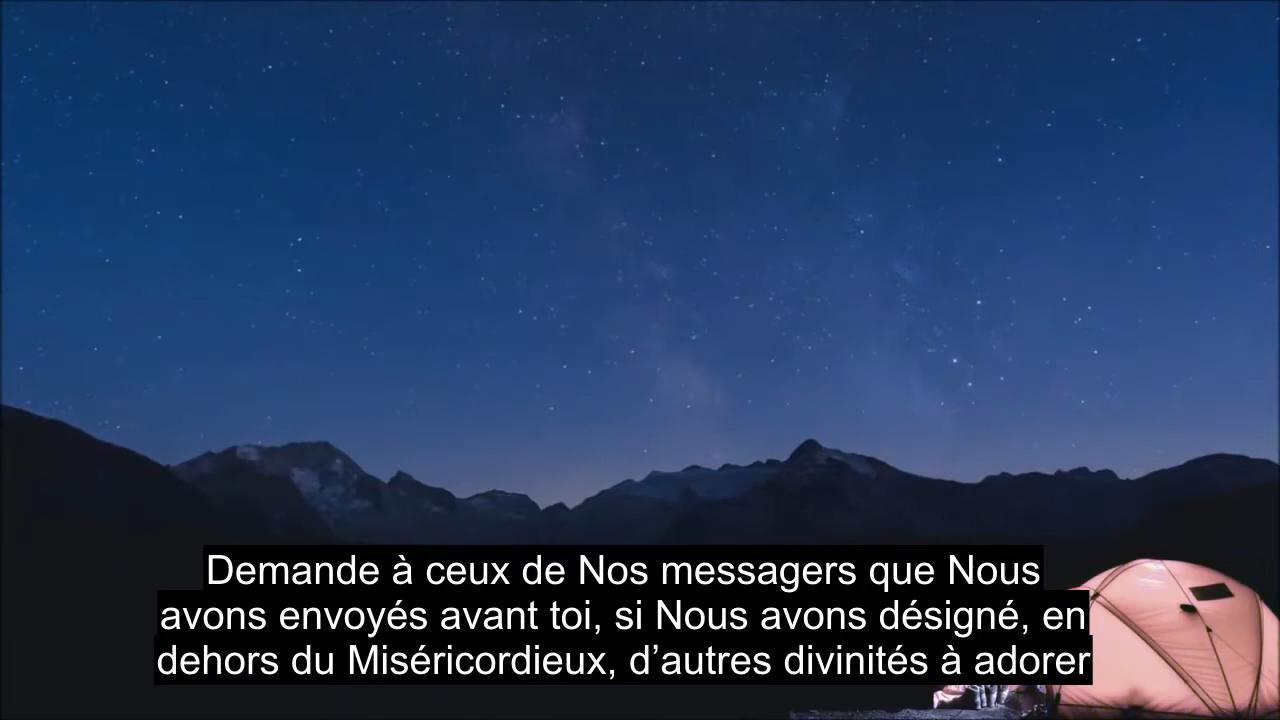 Demande à ceux de Nos messagers que Nous
avons envoyés avant toi, si Nous avons désigné, en
dehors du Miséricordieux, d’autres divinités à adorer